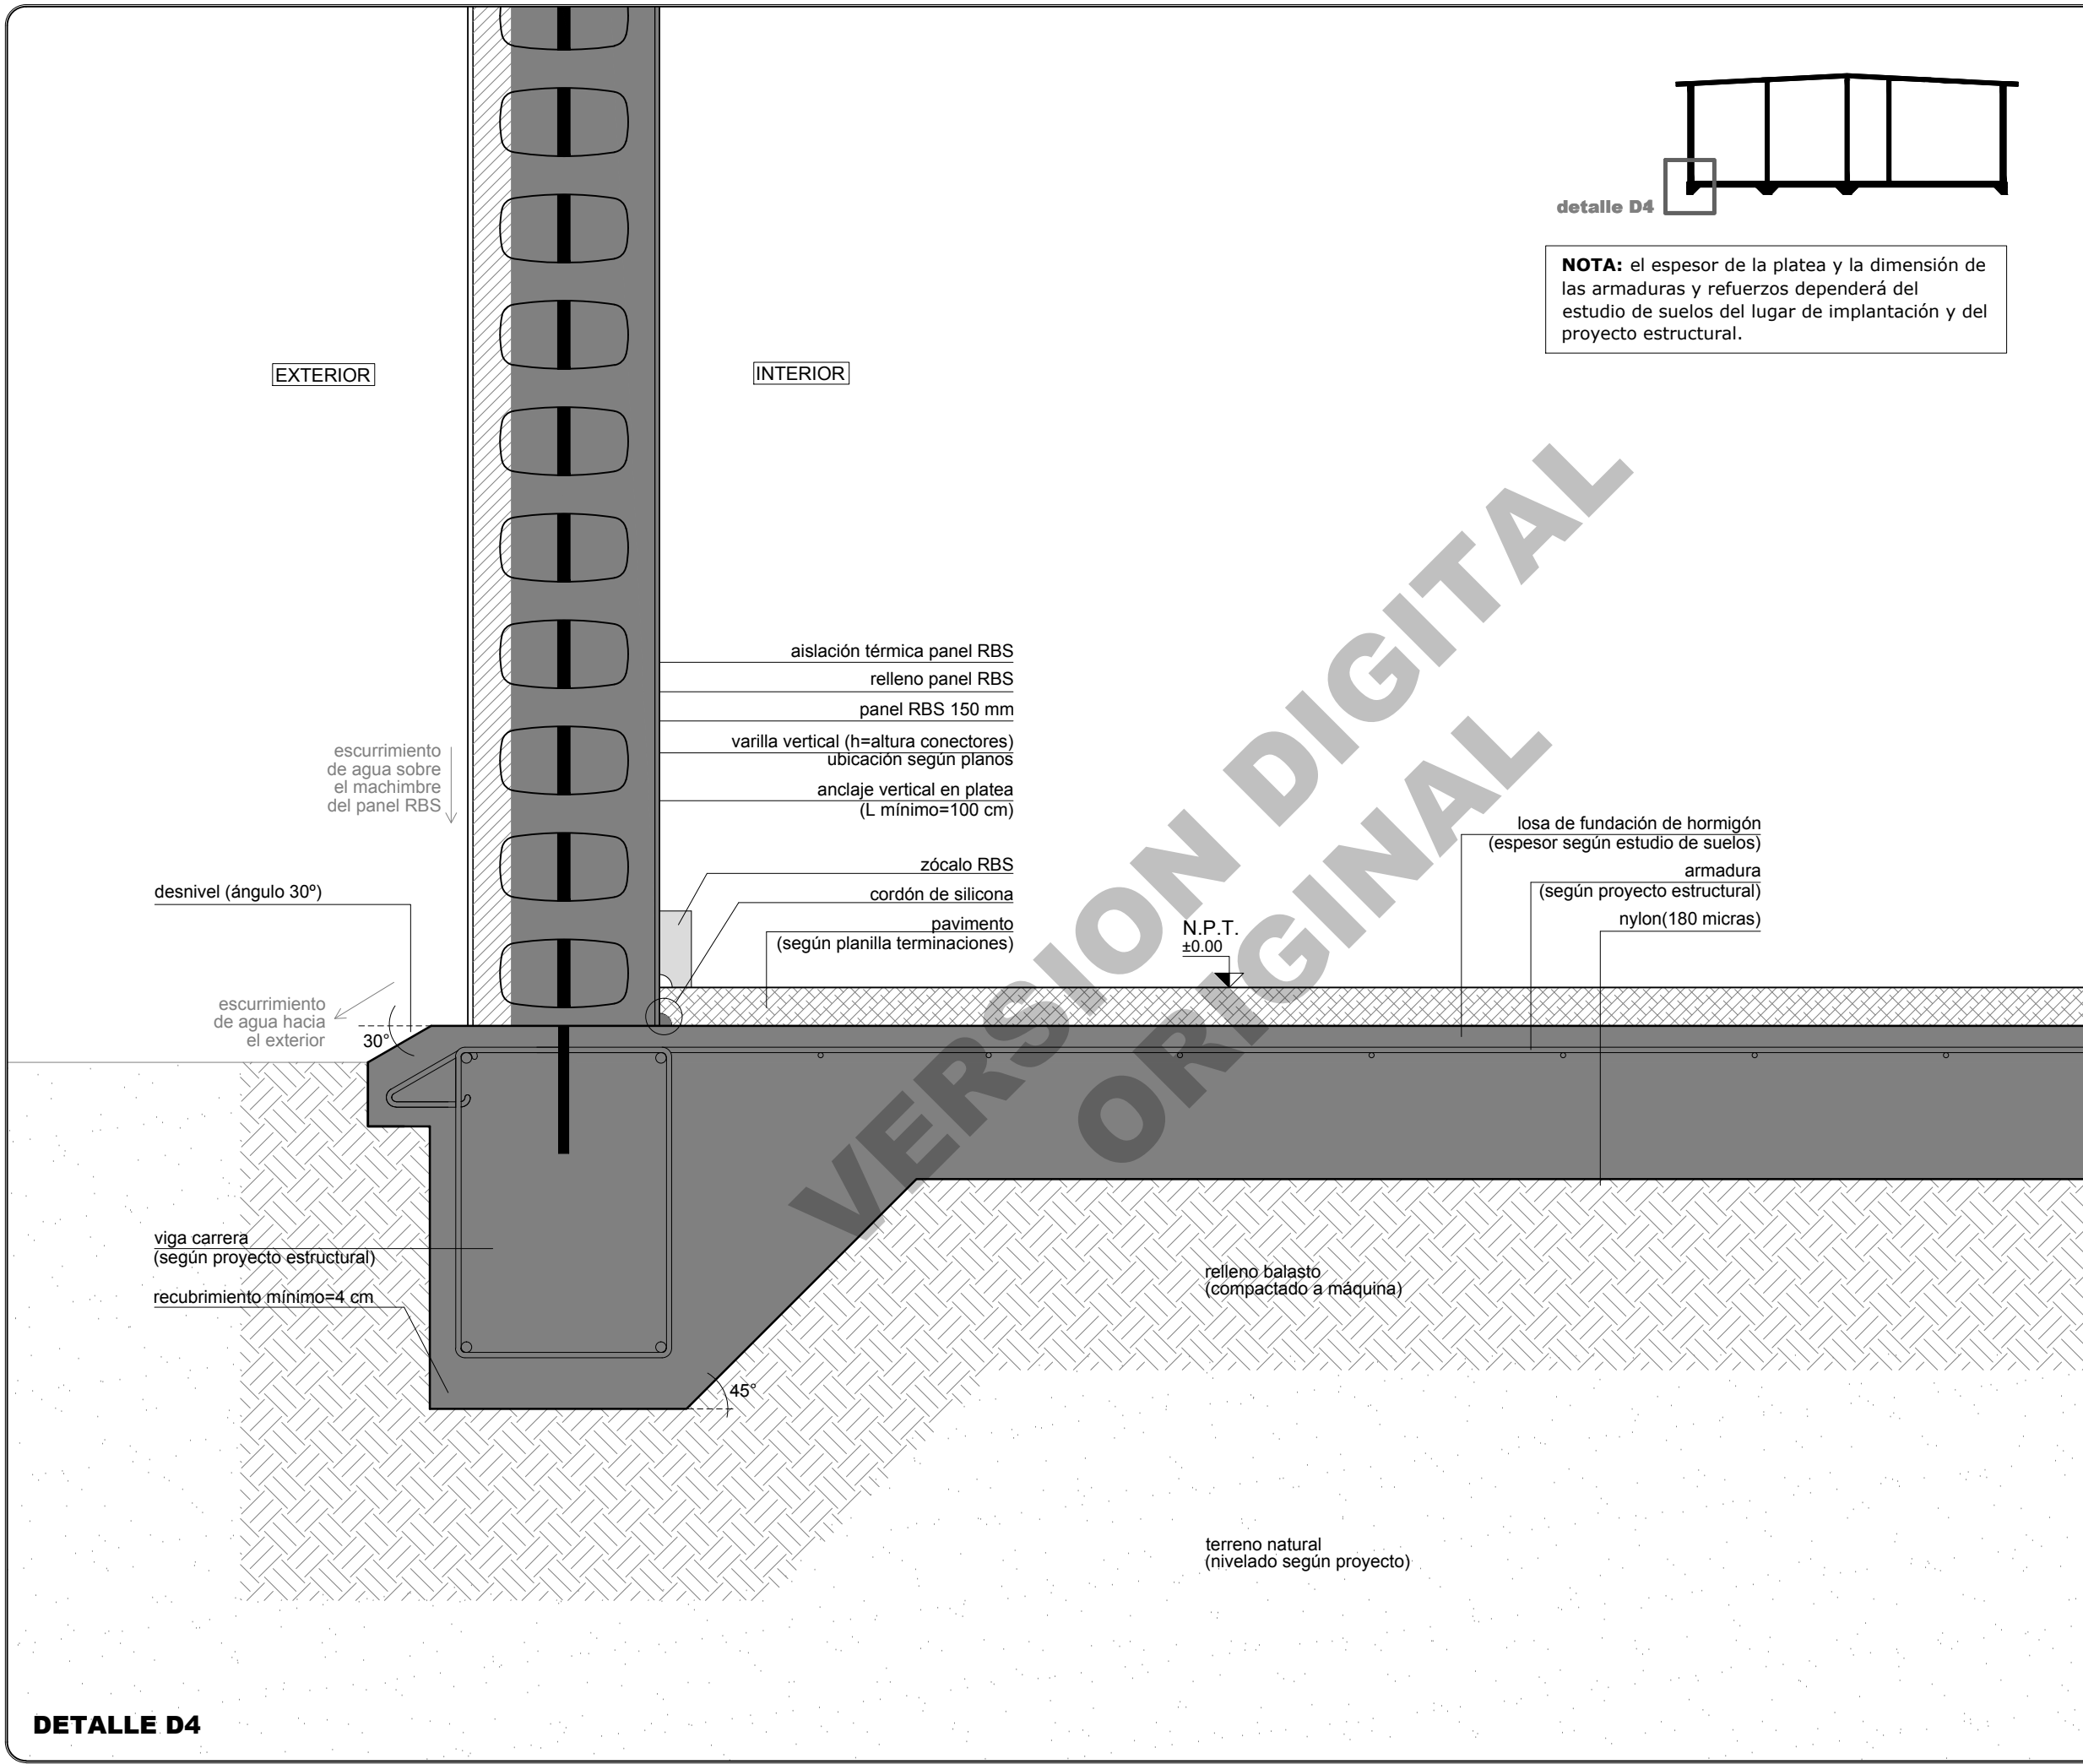 detalle D4
NOTA: el espesor de la platea y la dimensión de
las armaduras y refuerzos dependerá del
estudio de suelos del lugar de implantación y del
proyecto estructural.
EXTERIOR
INTERIOR
aislación térmica panel RBS
relleno panel RBS
panel RBS 150 mm
varilla vertical (h=altura conectores)
ubicación según planos
anclaje vertical en platea
(L mínimo=100 cm)
escurrimiento
de agua sobre
el machimbre
del panel RBS
zócalo RBS
cordón de silicona
pavimento
(según planilla terminaciones)
desnivel (ángulo 30º)
losa de fundación de hormigón
(espesor según estudio de suelos)
armadura
(según proyecto estructural)
nylon(180 micras)
N.P.T.
±0.00
escurrimiento
de agua hacia
el exterior
30°
VERSION DIGITAL
ORIGINAL
viga carrera
(según proyecto estructural)
recubrimiento mínimo=4 cm
45°
relleno balasto
(compactado a máquina)
terreno natural
(nivelado según proyecto)
DETALLE D4